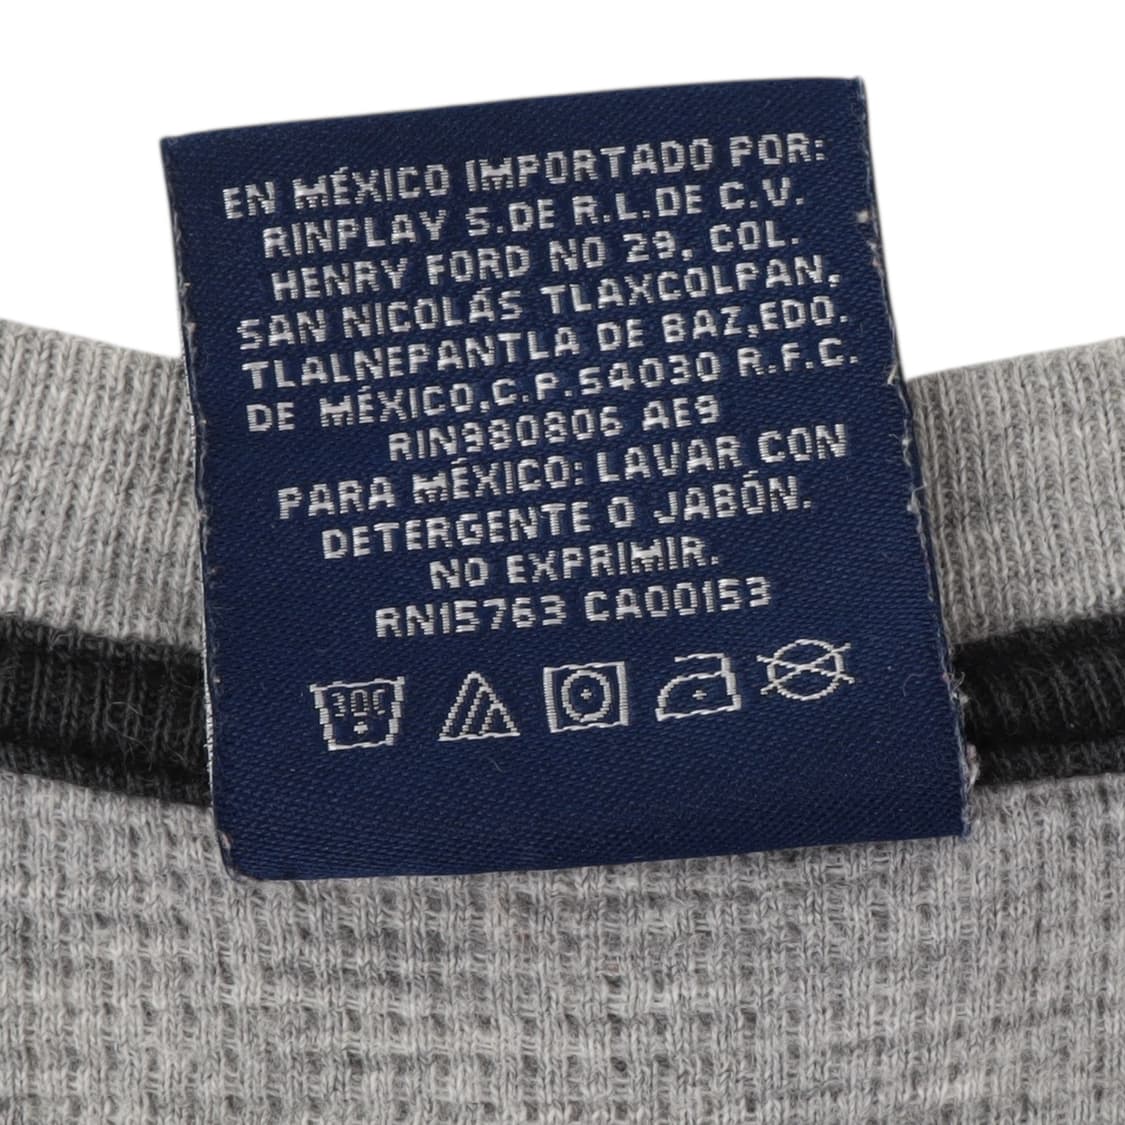 EN MÉXICO IMPORTADO POR:
RINPLAY S.DE R.L.DE C.V.
HENRY FORD NO 29, COL.
SAN NICOLÁS TLAXCOLPAN,
TLALNEPANTLA DE BAZ,EDO.
DE MÉXICO,C.P.54030 R.F.C.
RIN980806 AE9
PARA MÉXICO: LAVAR CON
DETERGENTE O JABÓN.
NO EXPRIMIR.
RN15763 CA00153
30C